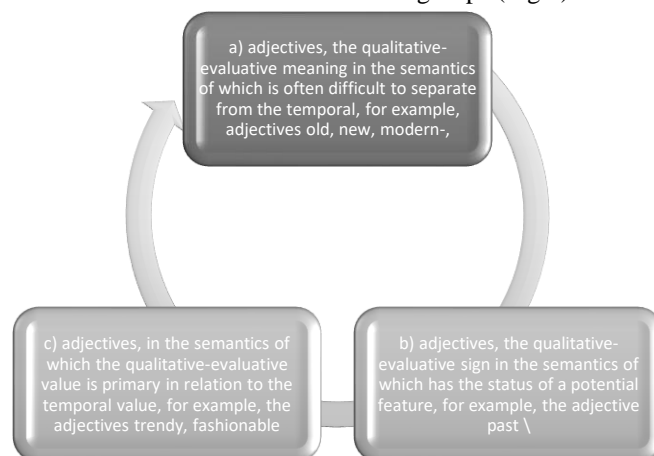 a) adjectives, the qualitative-
evaluative meaning in the semantics
of which is often difficult to separate
from the temporal, for example,
adjectives old, new, modern-,
c) adjectives, in the semantics of
which the qualitative-evaluative
value is primary in relation to the
temporal value, for example, the
adjectives trendy, fashionable
b) adjectives, the qualitative-
evaluative sign in the semantics of
which has the status of a potential
feature, for example, the adjective
past \